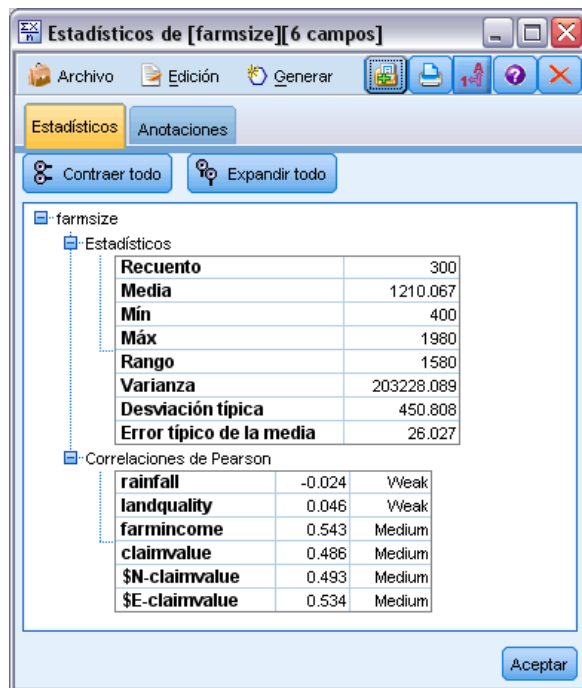 Estadísticos de [farmsize][6 campos]
Archivo Edición Generar
Estadísticos Anotaciones
Contraer todo Expandir todo
farmsize
Estadísticos
Recuento 300
Media 1210.067
Mín 400
Máx 1980
Rango 1580
Varianza 203228.089
Desviación típica 450.808
Error típico de la media 26.027
Correlaciones de Pearson
rainfall -0.024 Weak
landquality 0.046 Weak
farmincome 0.543 Medium
claimvalue 0.486 Medium
$N-claimvalue 0.493 Medium
$E-claimvalue 0.534 Medium
Aceptar